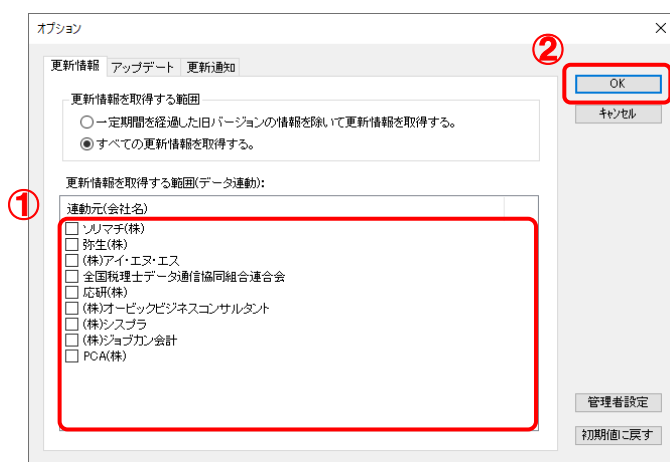 オプション
②
更新情報 アップデート 更新通知
OK
更新情報を取得する範囲
キャンセル
一定期間を経過した旧バージョンの情報を除いて更新情報を取得する。
すべての更新情報を取得する。
更新情報を取得する範囲(データ連動):
①
連動元(会社名)
ソリマチ(株)
弥生(株)
(株)アイ・エヌ・エス
全国税理士データ通信協同組合連合会
応研(株)
(株)オービックビジネスコンサルタント
(株)シスプラ
(株)ジョブカン会計
PCA(株)
管理者設定
初期値に戻す